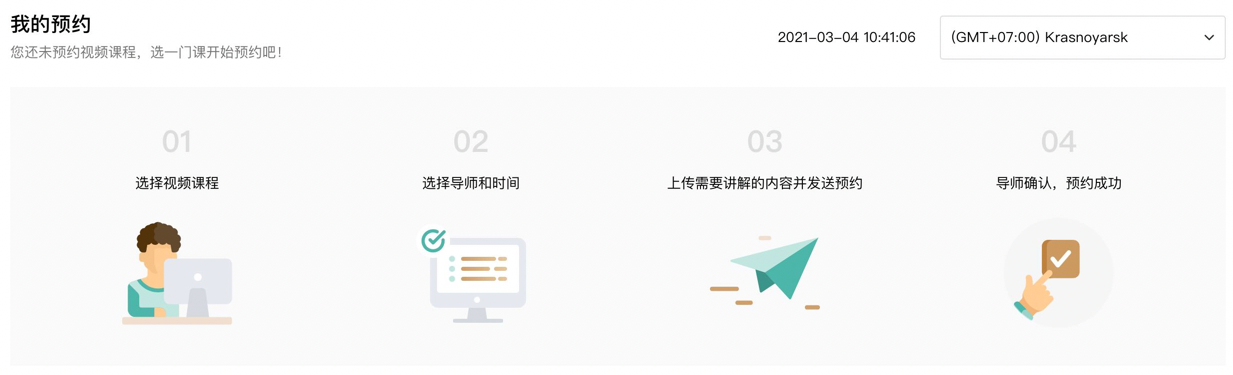 我的预约
您还未预约视频课程，选一门课开始预约吧！
2021-03-04 10:41:06
(GMT+07:00) Krasnoyarsk
01
选择视频课程
02
选择导师和时间
03
上传需要讲解的内容并发送预约
04
导师确认，预约成功